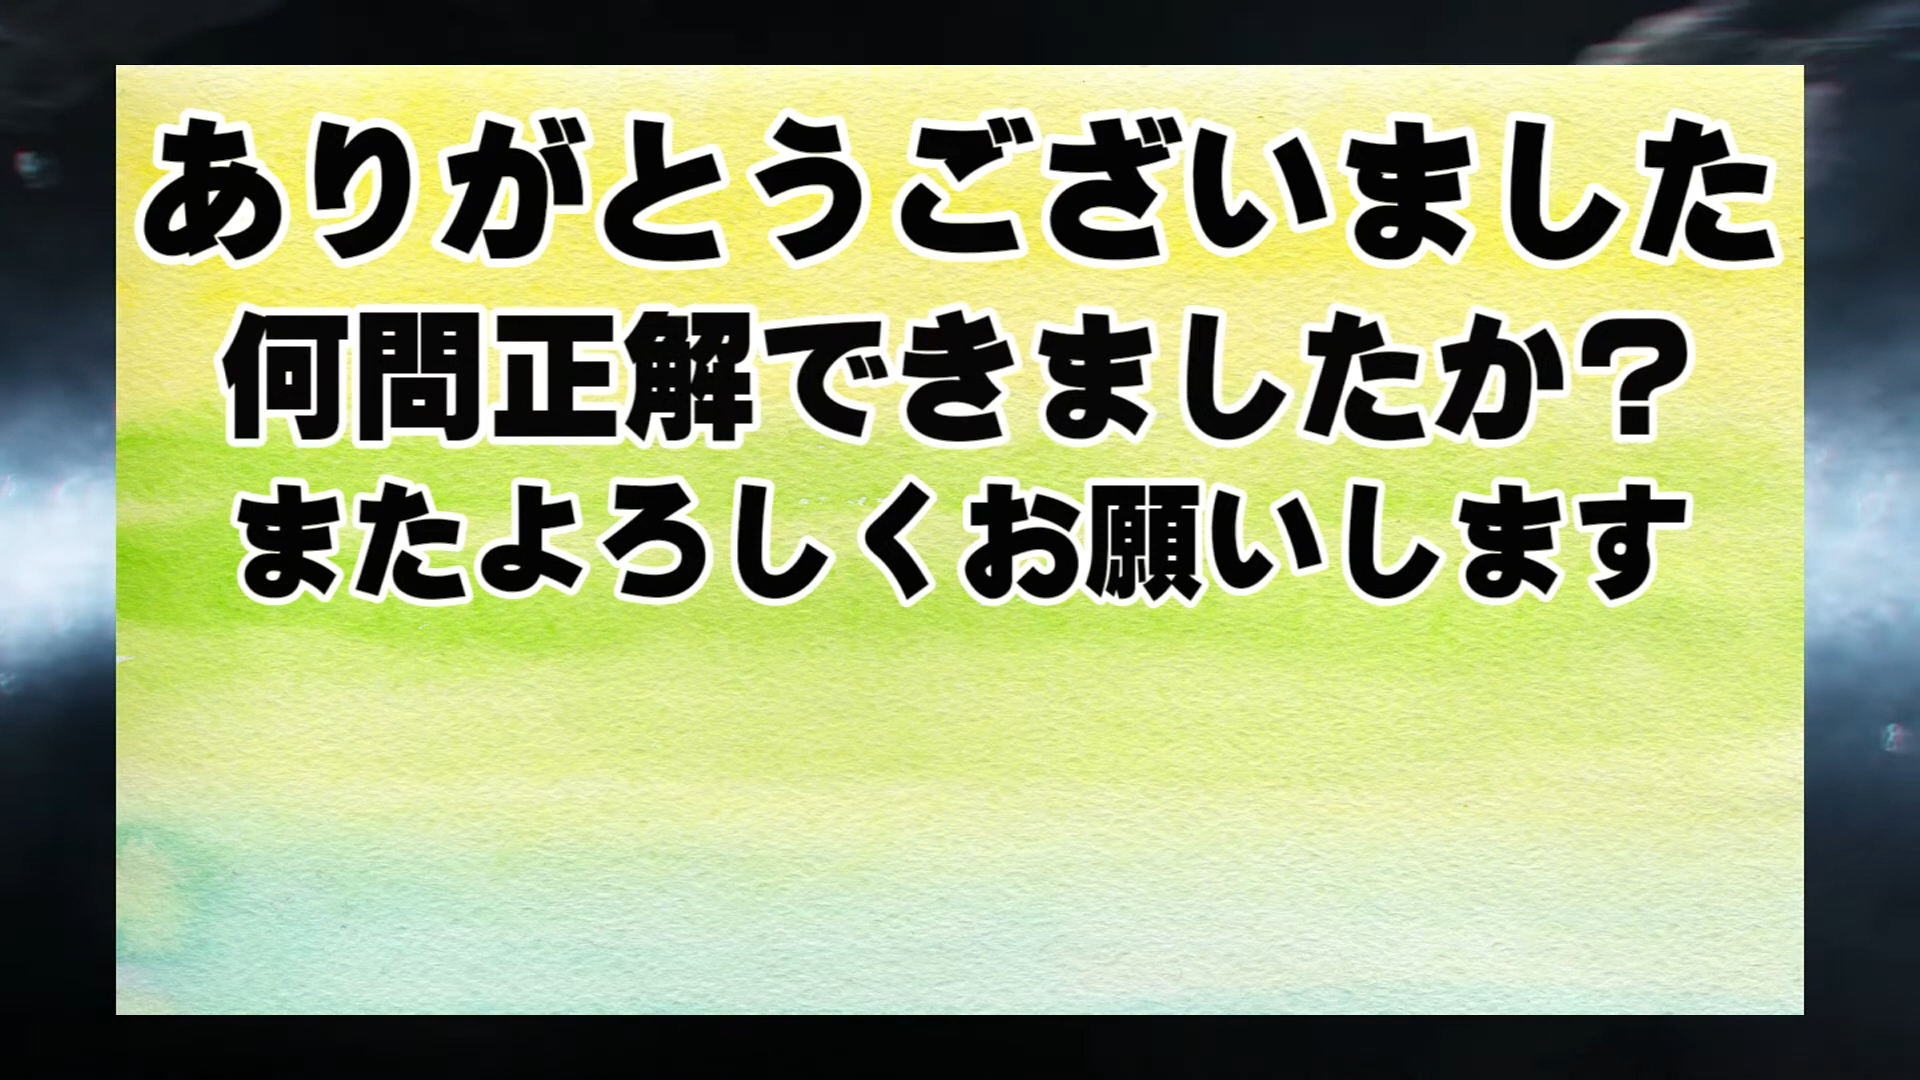 ありがとうございました
何問正解できましたか？
またよろしくお願いします